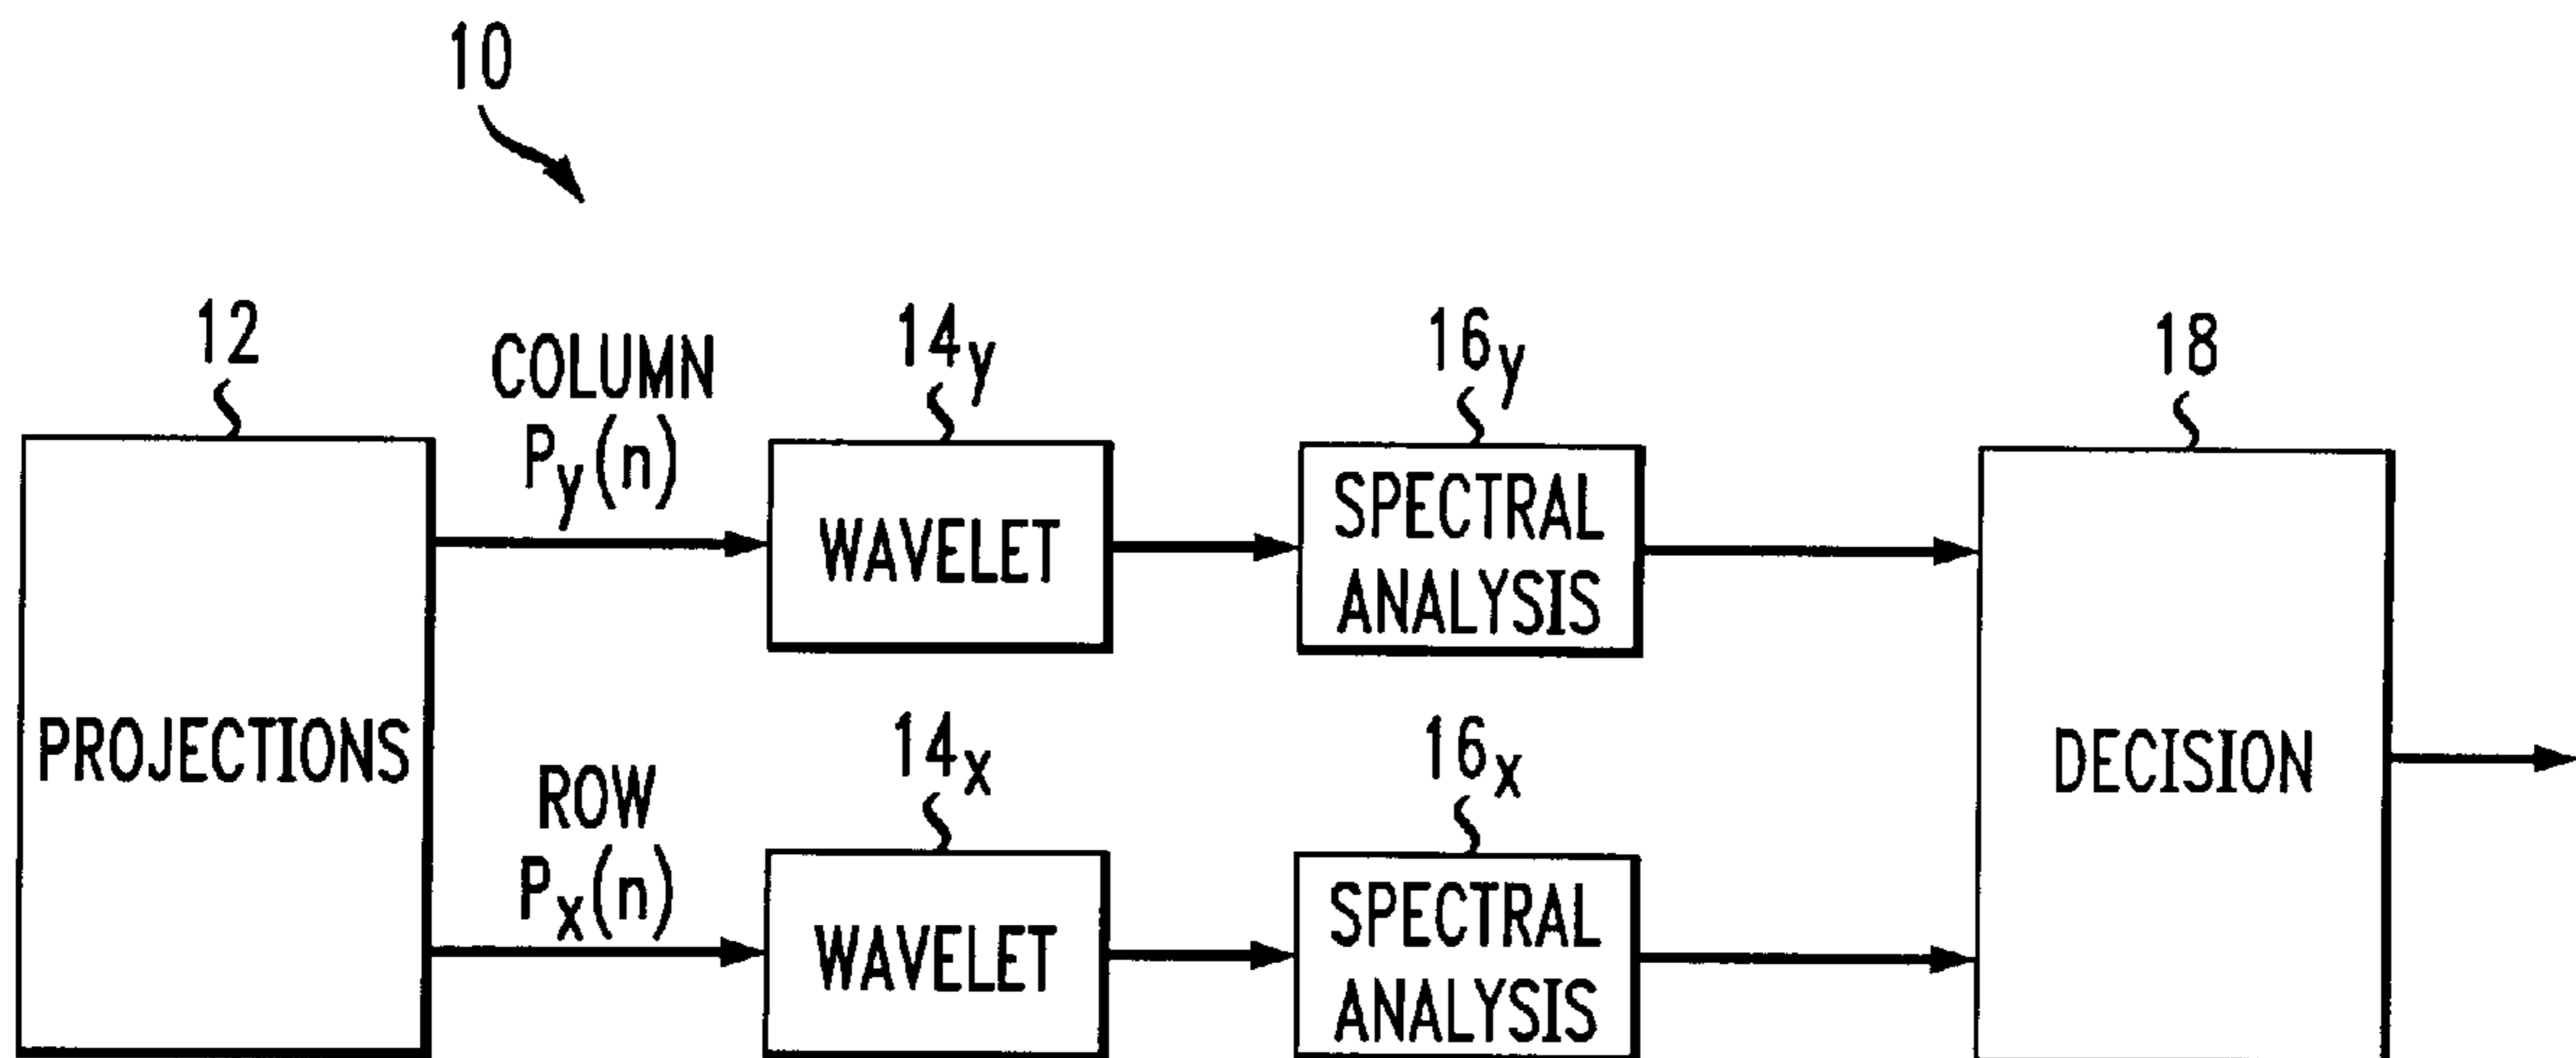 10
12
COLUMN
Py(n)
14y
16y
18
WAVELET
SPECTRAL
ANALYSIS
PROJECTIONS
ROW
Px(n)
14x
16x
WAVELET
SPECTRAL
ANALYSIS
DECISION